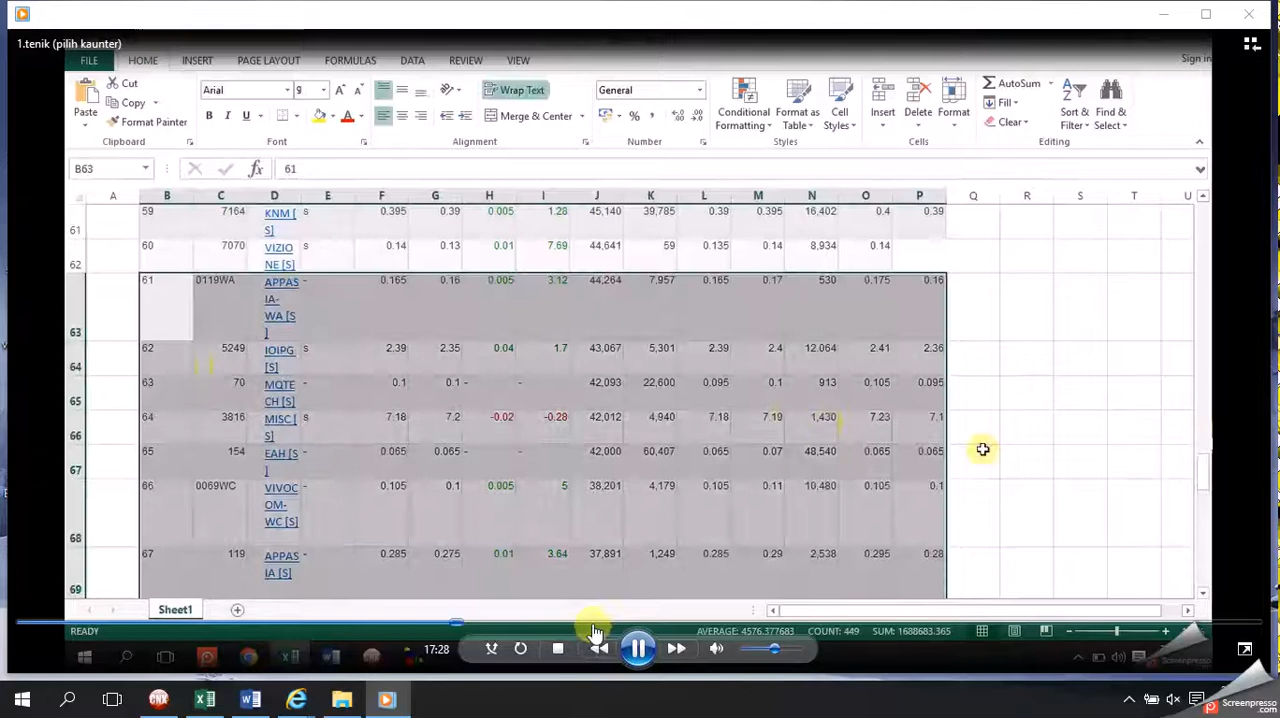 1.tenik (pilih kaunter)
FILE HOME INSERT PAGE LAYOUT FORMULAS DATA REVIEW VIEW Sign in
Cut
Copy
Format Painter
Paste
Arial 9
B I U
Wrap Text
Merge & Center
General
% ,
Conditional Formatting
Format as Table
Cell Styles
Insert Delete Format
AutoSum
Fill
Clear
Sort & Filter
Find & Select
Clipboard Font Alignment Number Styles Cells Editing
B63 fx 61
A B C D E F G H I J K L M N O P Q R S T U
61 59 7164 KNM [S] s 0.395 0.39 0.005 1.28 45,140 39,785 0.39 0.395 16,402 0.4 0.39
62 60 7070 VIZIONE [S] s 0.14 0.13 0.01 7.69 44,641 59 0.135 0.14 8,934 0.14
63 61 0119WA APPASIA-WA [S] - 0.165 0.16 0.005 3.12 44,264 7,957 0.165 0.17 530 0.175 0.16
64 62 5249 IOIPG [S] s 2.39 2.35 0.04 1.7 43,067 5,301 2.39 2.4 12.064 2.41 2.36
65 63 70 MQTECH [S] - 0.1 0.1 - - 42,093 22,600 0.095 0.1 913 0.105 0.095
66 64 3816 MISC [S] s 7.18 7.2 -0.02 -0.28 42,012 4,940 7.18 7.19 1,430 7.23 7.1
67 65 154 EAH [S] - 0.065 0.065 - - 42,000 60,407 0.065 0.07 48,540 0.065 0.065
68 66 0069WC VIVOCOM-WC [S] - 0.105 0.1 0.005 5 38,201 4,179 0.105 0.11 10,480 0.105 0.1
69 67 119 APPASIA [S] - 0.285 0.275 0.01 3.64 37,891 1,249 0.285 0.29 2,538 0.295 0.28
Sheet1
READY AVERAGE: 4576.377683 COUNT: 449 SUM: 1688683.365
17:28
Screenpresso
CNX
Screenpresso
.com